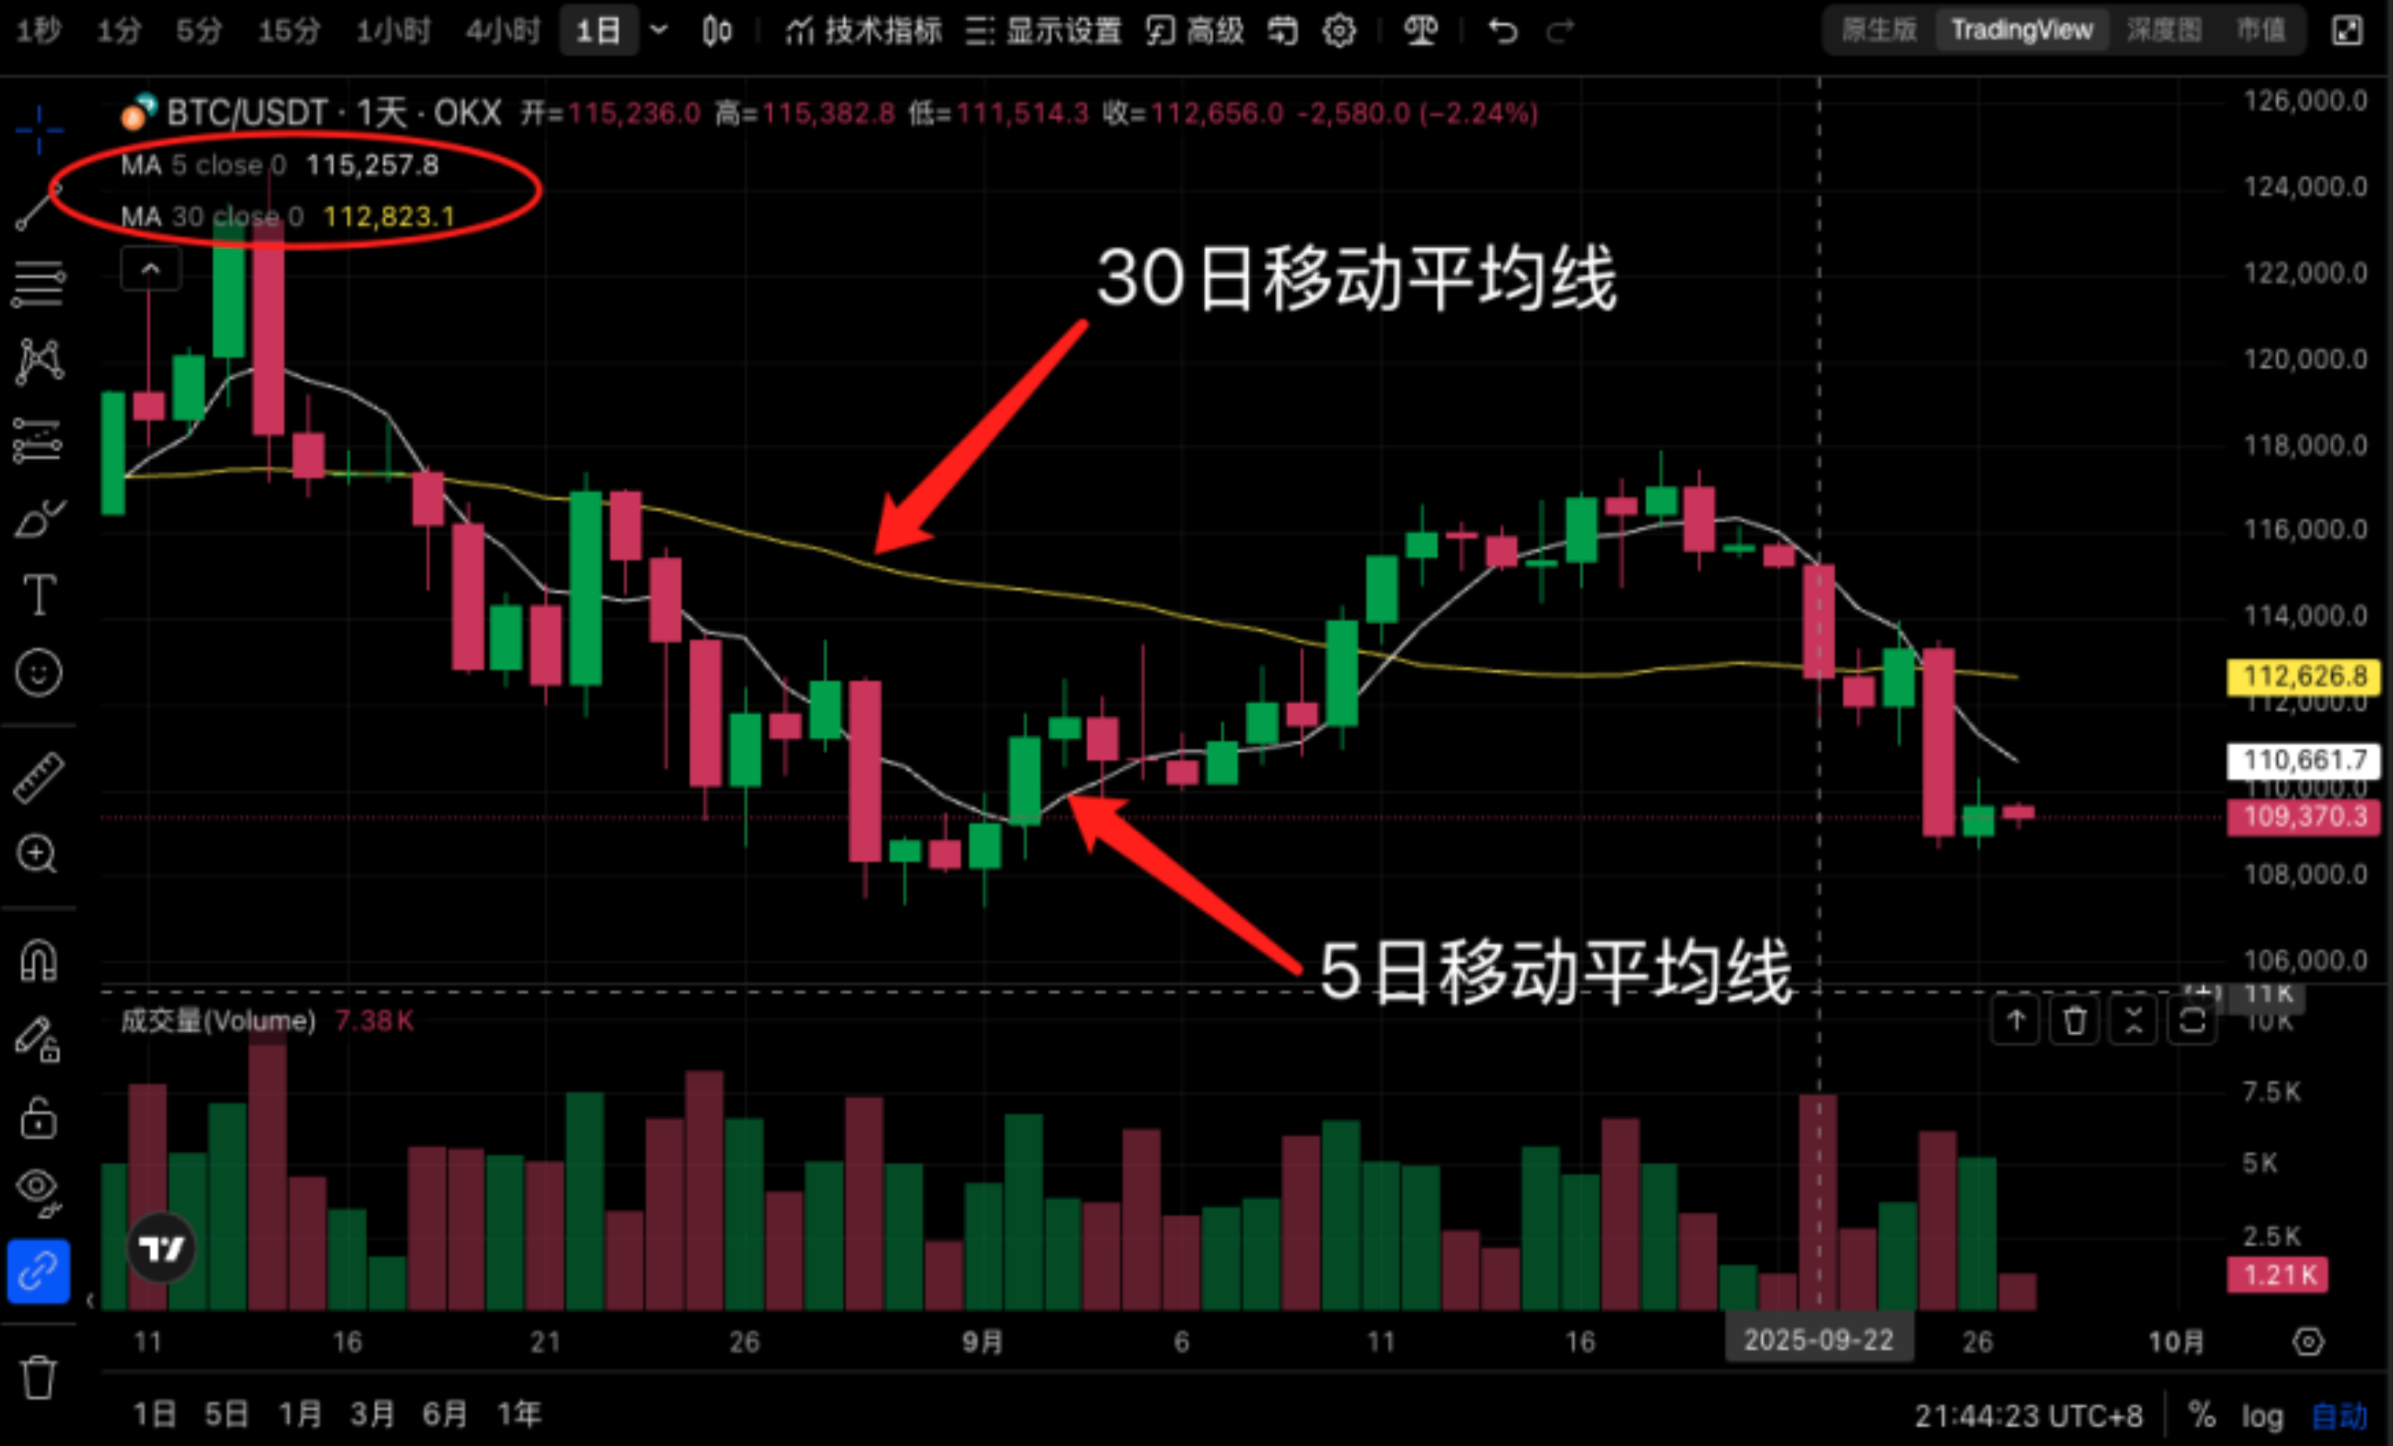 1秒 1分 5分 15分 1小时 4小时 1日 技术指标 显示设置 高级 原生版 TradingView 深度图 市值
BTC/USDT · 1天 · OKX 开=115,236.0 高=115,382.8 低=111,514.3 收=112,656.0 -2,580.0 (−2.24%)
MA 5 close 0 115,257.8
MA 30 close 0 112,823.1
30日移动平均线
5日移动平均线
126,000.0
124,000.0
122,000.0
120,000.0
118,000.0
116,000.0
114,000.0
112,626.8
112,000.0
110,661.7
110,000.0
109,370.3
108,000.0
106,000.0
成交量(Volume) 7.38K
11K
10K
7.5K
5K
2.5K
1.21K
11 16 21 26 9月 6 11 16 2025-09-22 26 10月
1日 5日 1月 3月 6月 1年 21:44:23 UTC+8 % log 自动